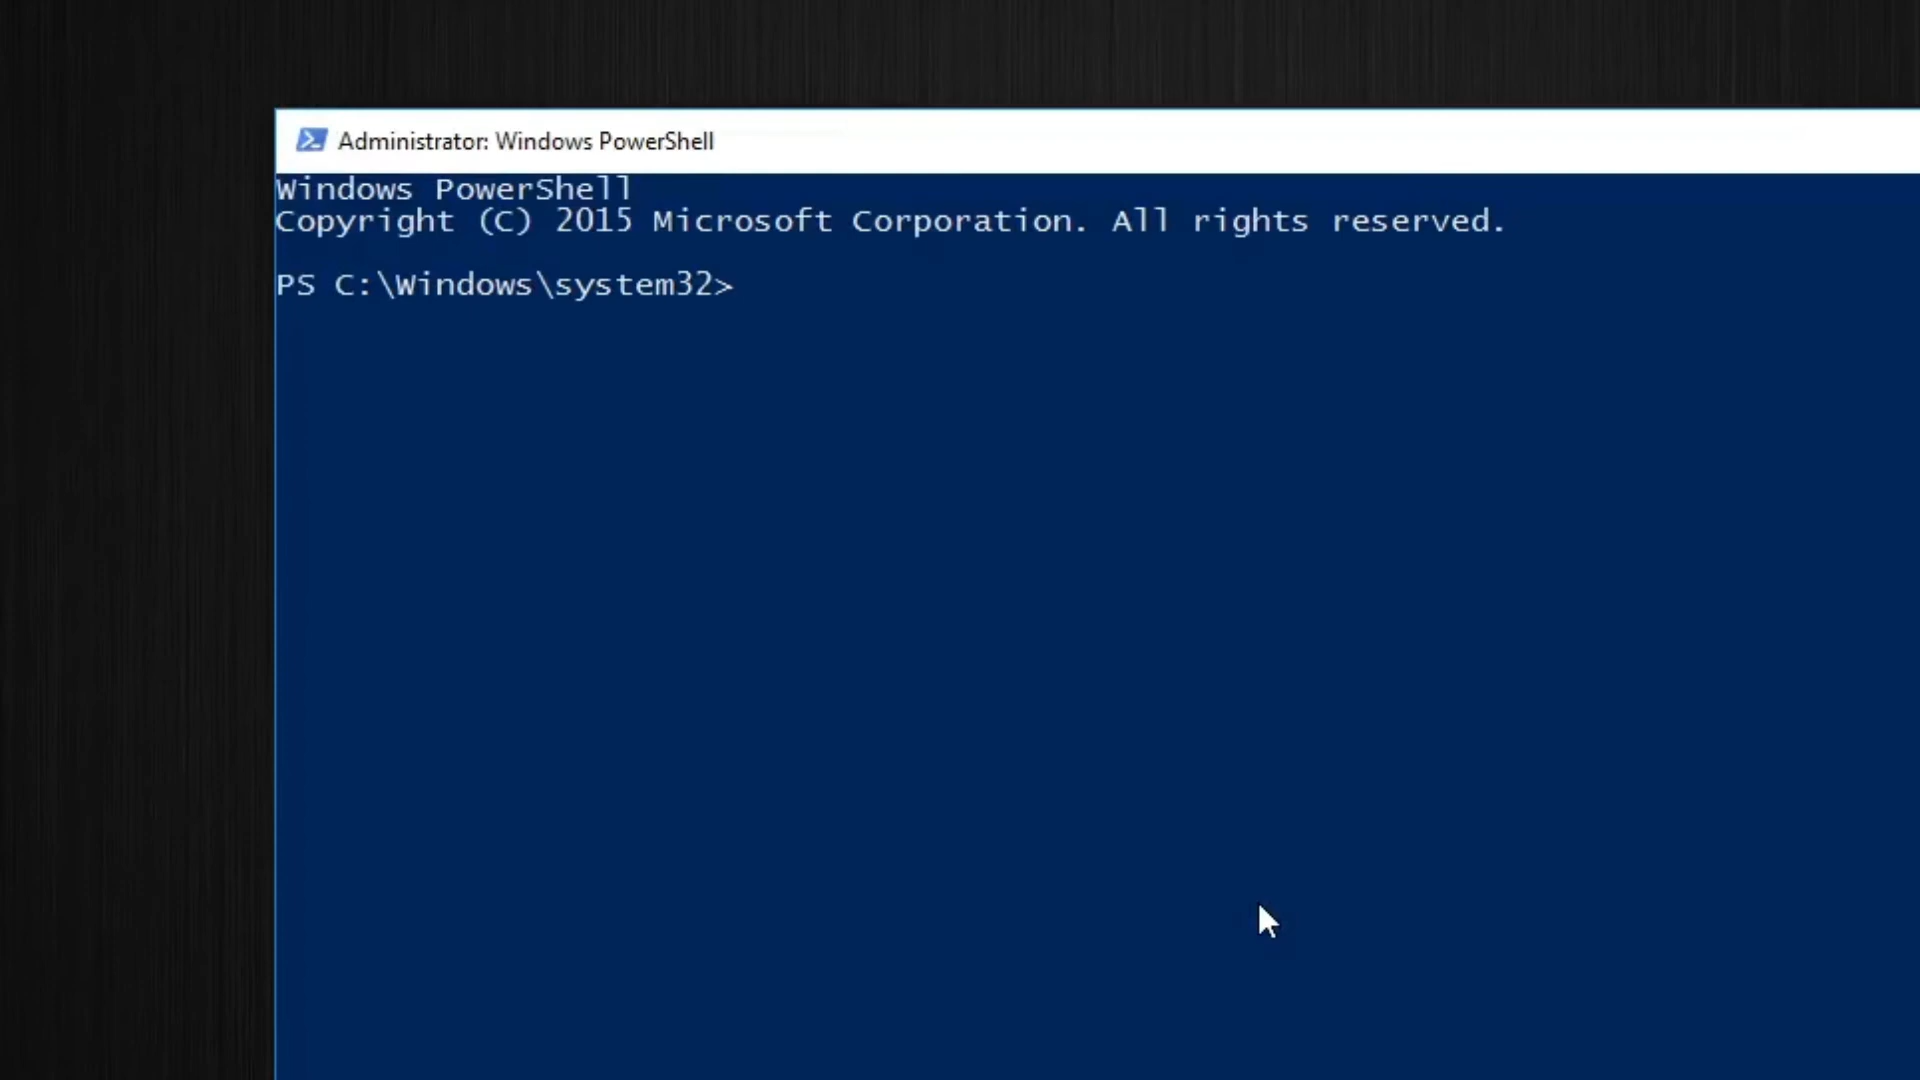 Administrator: Windows PowerShell
Windows PowerShell
Copyright (C) 2015 Microsoft Corporation. All rights reserved.
PS C:\Windows\system32>